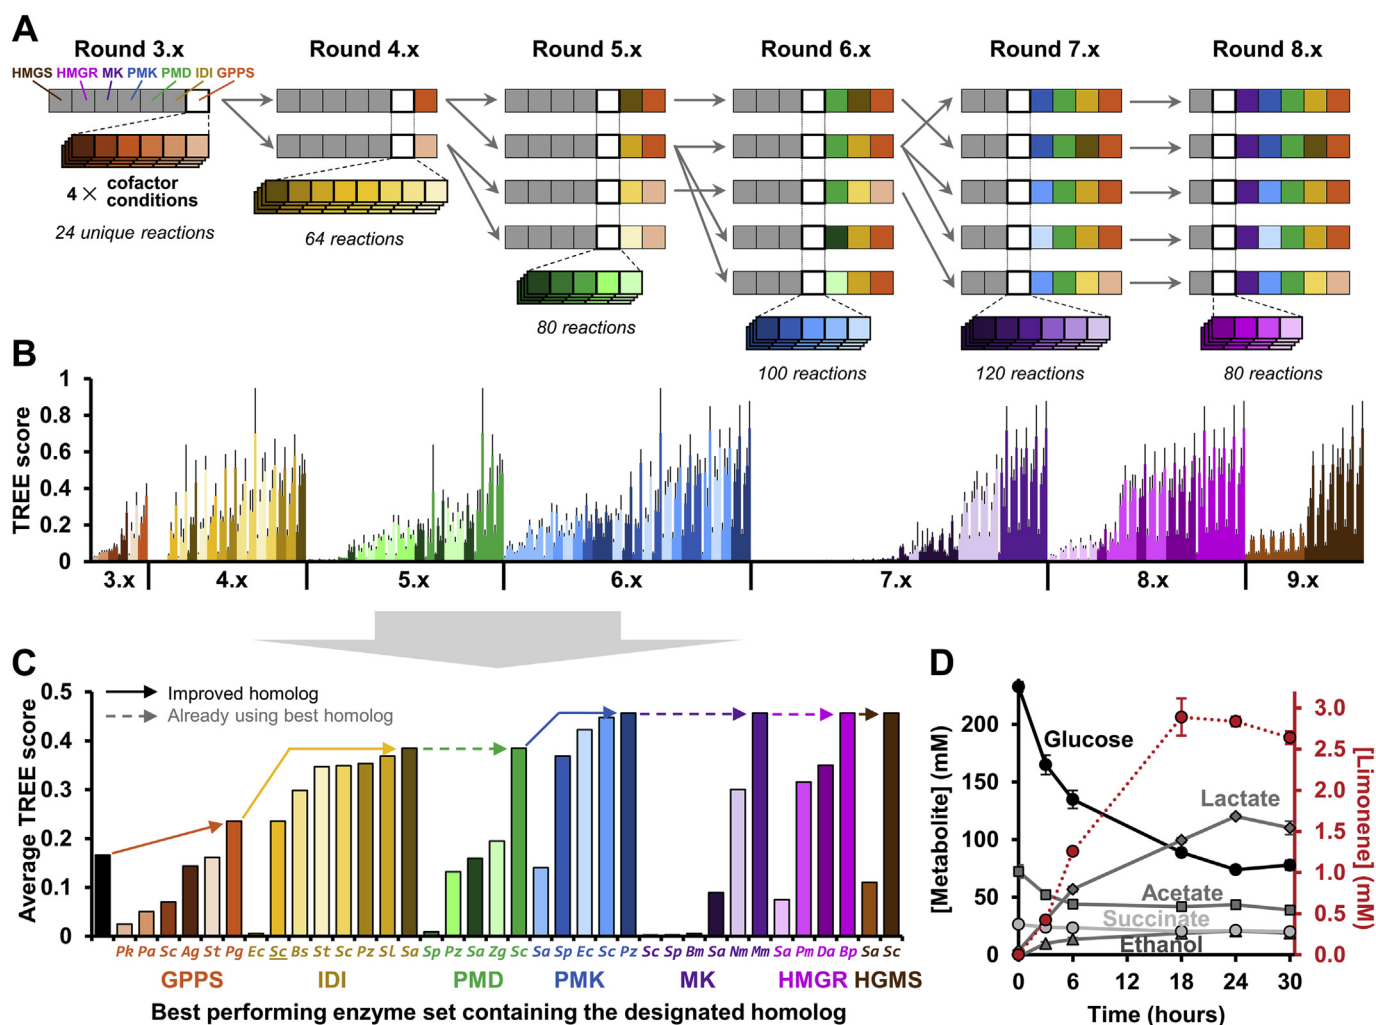 A
Round 3.x Round 4.x Round 5.x Round 6.x Round 7.x Round 8.x
HMGS HMGR MK PMK PMD IDI GPPS
4 × cofactor
conditions
24 unique reactions
64 reactions
80 reactions
100 reactions
120 reactions
80 reactions
B
TREE score
1
0.8
0.6
0.4
0.2
0
3.x 4.x 5.x 6.x 7.x 8.x 9.x
C
Average TREE score
0.5
0.4
0.3
0.2
0.1
0
Improved homolog
Already using best homolog
Pk Pa Sc Ag St Pg Ec Sc Bs St Sc Pz Sl Sa Sp Pz Sa Zg Sc Sa Sp Ec Sc Pz Sc Sp Bm Sa Nm Mm Sa Pm Da Bp Sa Sc
GPPS IDI PMD PMK MK HMGR HGMS
Best performing enzyme set containing the designated homolog
D
[Metabolite] (mM)
200
150
100
50
0
Glucose
Lactate
Acetate
Succinate
Ethanol
3.0
2.5
2.0
1.5
1.0
0.5
0.0
[Limonene] (mM)
0 6 12 18 24 30
Time (hours)